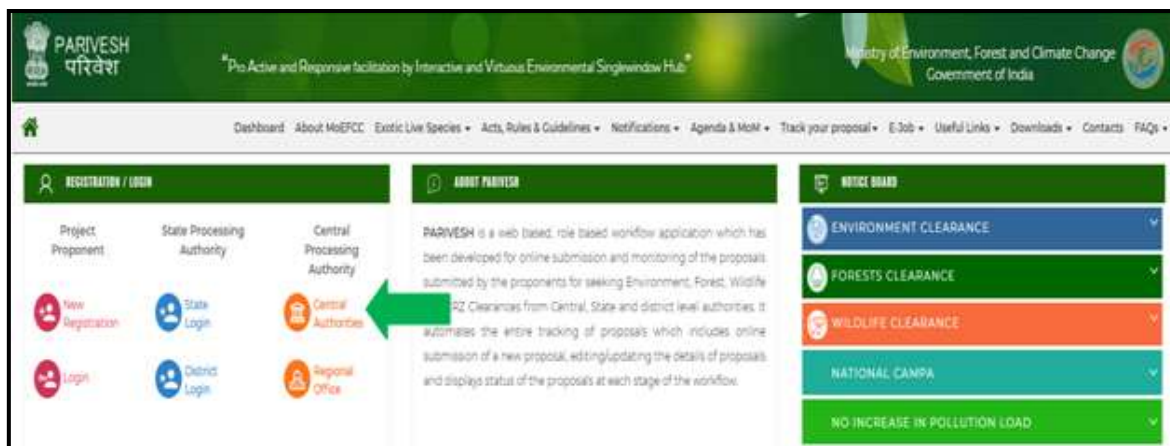 PARIVESH
परिवेश
"Pro Active and Responsive facilitation by Interactive and Virtuous Environmental Singlewindow Hub"
Ministry of Environment, Forest and Climate Change
Government of India
Dashboard About MoEFCC Exotic Live Species Acts, Rules & Guidelines Notifications Agenda & MoM Track your proposal E-Job Useful Links Downloads Contacts FAQs
REGISTRATION / LOGIN
Project
Proponent
State Processing
Authority
Central
Processing
Authority
New
Registration
State
Login
Central
Authorities
Login
District
Login
Regional
Office
ABOUT PARIVESH
PARIVESH is a web based, role based workflow application which has
been developed for online submission and monitoring of the proposals
submitted by the proponents for seeking Environment, Forest, Wildlife
RZ Clearances from Central, State and district level authorities. It
automates the entire tracking of proposals which includes online
submission of a new proposal, editing/updating the details of proposals
and displays status of the proposals at each stage of the workflow.
NOTICE BOARD
ENVIRONMENT CLEARANCE
FORESTS CLEARANCE
WILDLIFE CLEARANCE
NATIONAL CAMPA
NO INCREASE IN POLLUTION LOAD